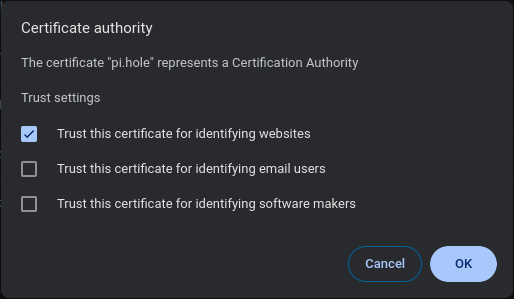 Certificate authority
The certificate "pi.hole" represents a Certification Authority
Trust settings
Trust this certificate for identifying websites
Trust this certificate for identifying email users
Trust this certificate for identifying software makers
Cancel OK